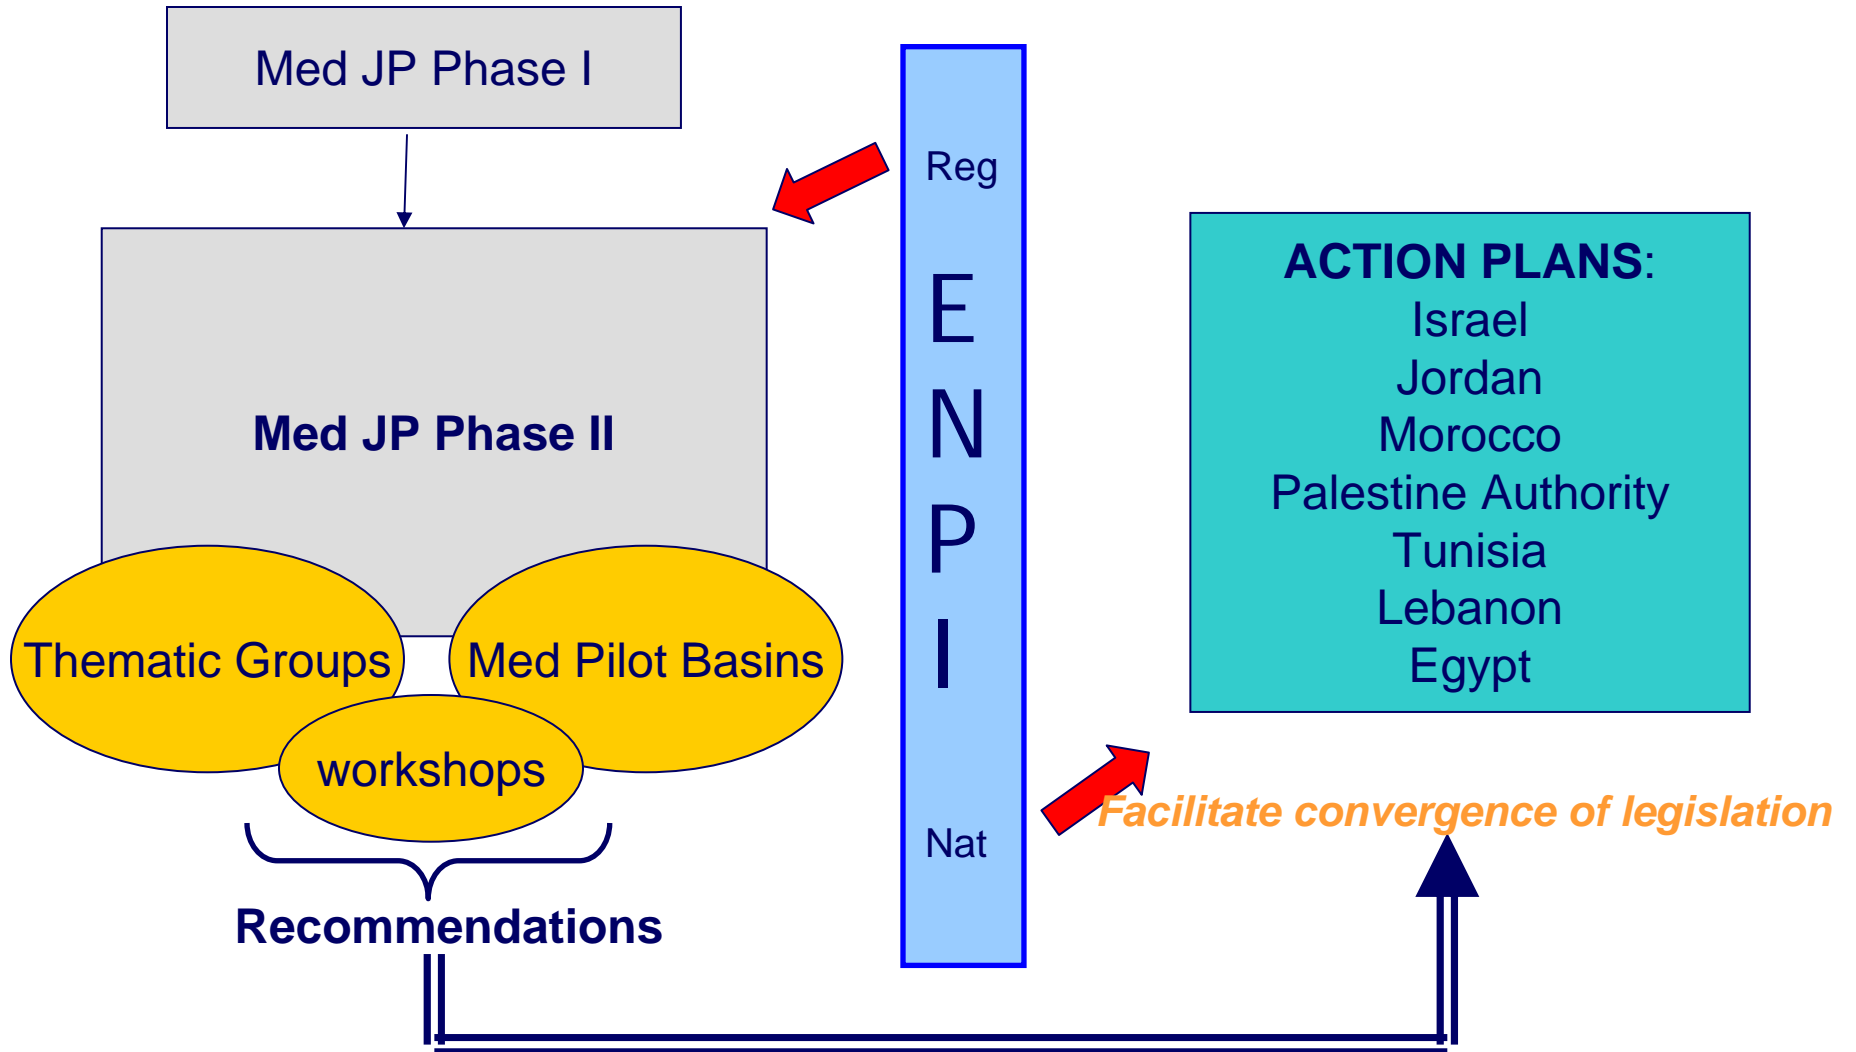 Med JP Phase I
Med JP Phase II
Thematic Groups
Med Pilot Basins
workshops
Recommendations
Reg
E
N
P
I
Nat
ACTION PLANS:
Israel
Jordan
Morocco
Palestine Authority
Tunisia
Lebanon
Egypt
Facilitate convergence of legislation